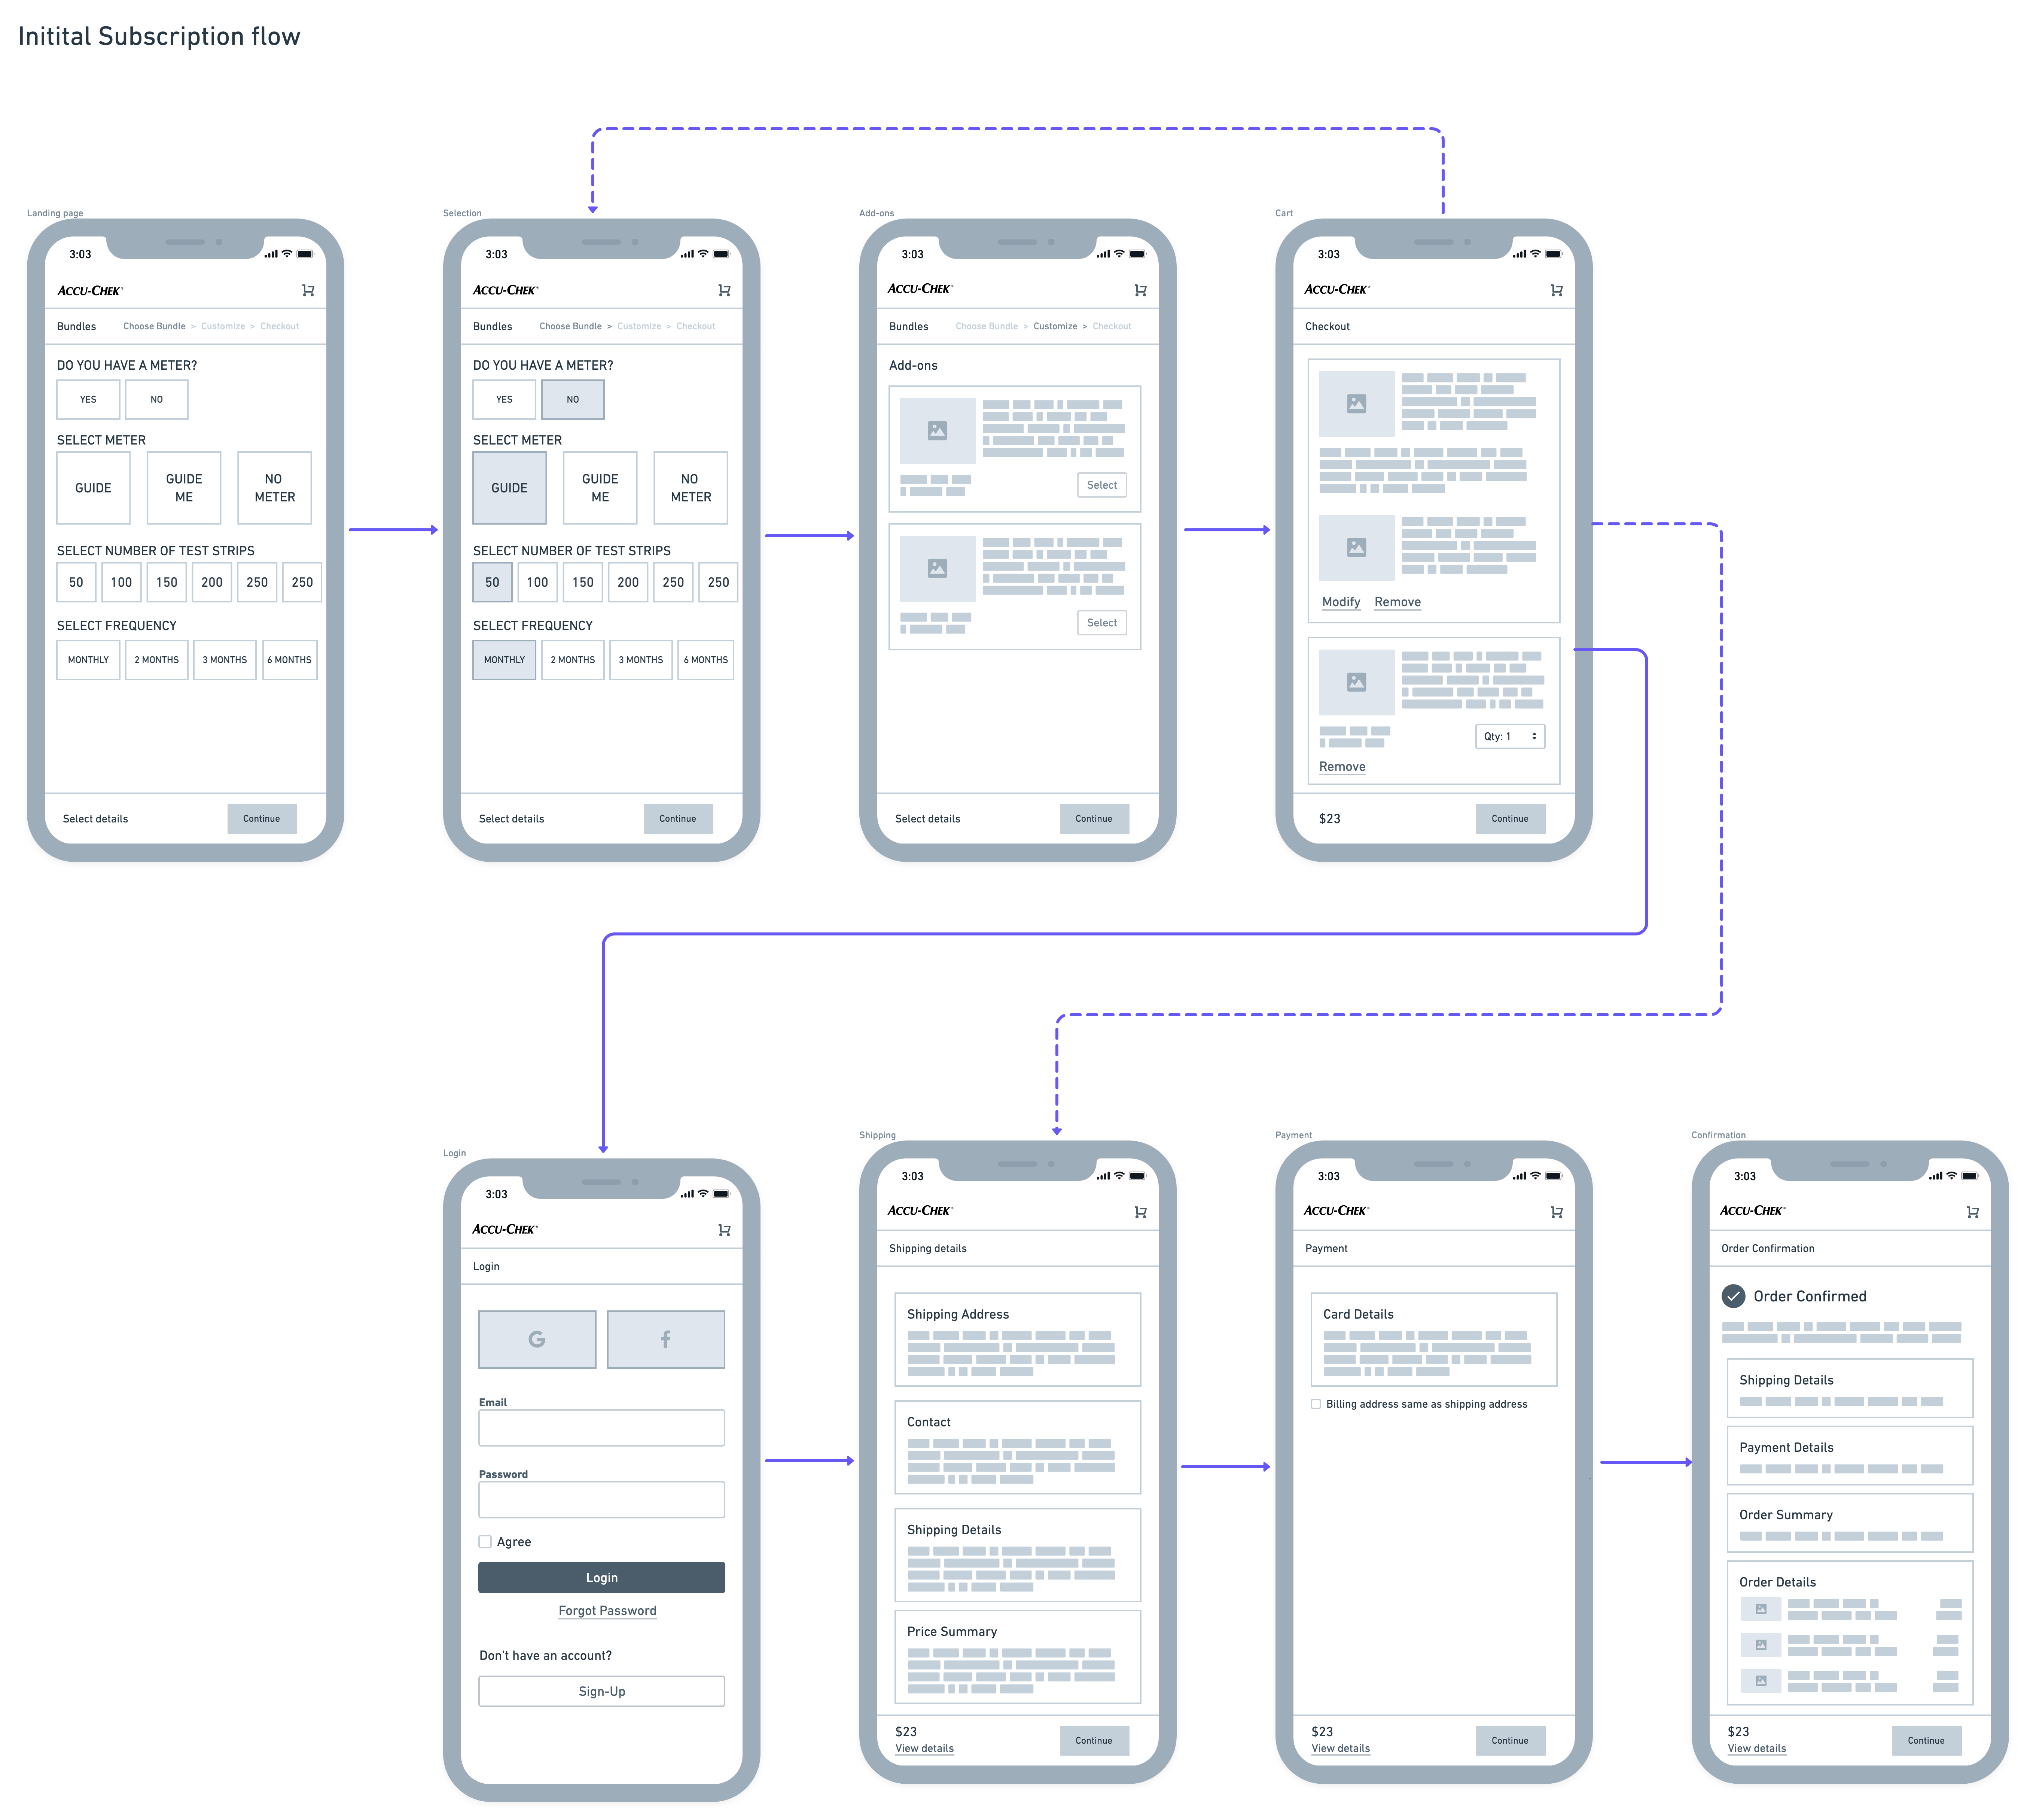 Initital Subscription flow
Landing page
3:03
ACCU-CHEK®
Bundles Choose Bundle > Customize > Checkout
DO YOU HAVE A METER?
YES NO
SELECT METER
GUIDE GUIDE ME NO METER
SELECT NUMBER OF TEST STRIPS
50 100 150 200 250 250
SELECT FREQUENCY
MONTHLY 2 MONTHS 3 MONTHS 6 MONTHS
Select details Continue
Selection
3:03
ACCU-CHEK®
Bundles Choose Bundle > Customize > Checkout
DO YOU HAVE A METER?
YES NO
SELECT METER
GUIDE GUIDE ME NO METER
SELECT NUMBER OF TEST STRIPS
50 100 150 200 250 250
SELECT FREQUENCY
MONTHLY 2 MONTHS 3 MONTHS 6 MONTHS
Select details Continue
Add-ons
3:03
ACCU-CHEK®
Bundles Choose Bundle > Customize > Checkout
Add-ons
Select
Select
Select details Continue
Cart
3:03
ACCU-CHEK®
Checkout
Modify Remove
Qty: 1
Remove
$23 Continue
Login
3:03
ACCU-CHEK®
Login
G f
Email
Password
Agree
Login
Forgot Password
Don't have an account?
Sign-Up
Shipping
3:03
ACCU-CHEK®
Shipping details
Shipping Address
Contact
Shipping Details
Price Summary
$23
View details Continue
Payment
3:03
ACCU-CHEK®
Payment
Card Details
Billing address same as shipping address
$23
View details Continue
Confirmation
3:03
ACCU-CHEK®
Order Confirmation
Order Confirmed
Shipping Details
Payment Details
Order Summary
Order Details
$23
View details Continue